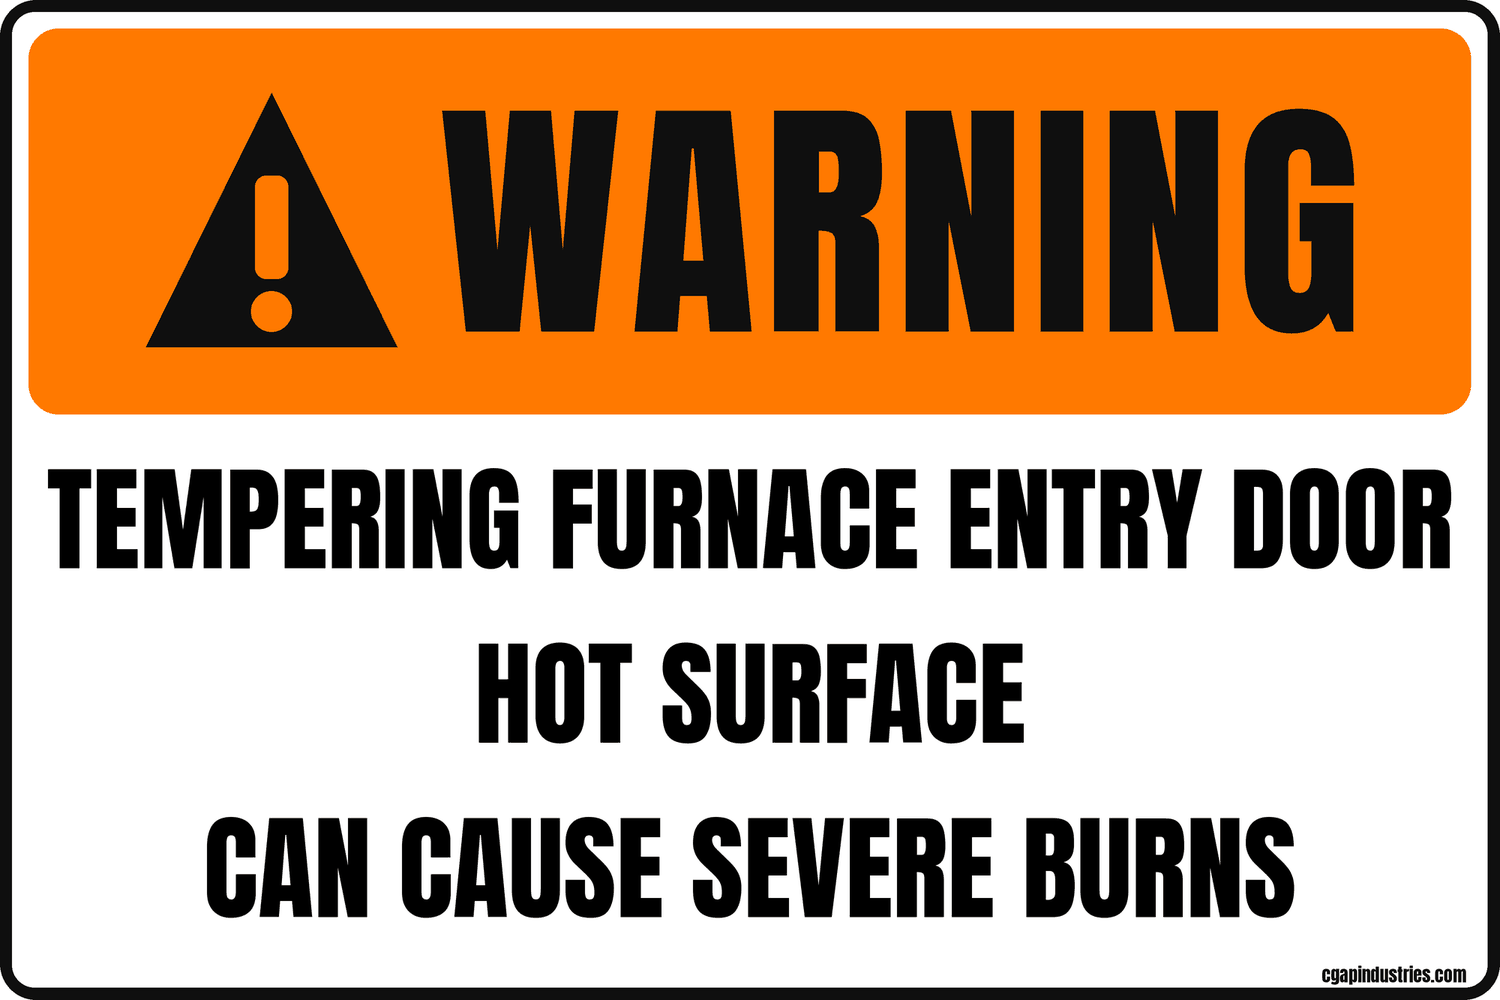 WARNING
TEMPERING FURNACE ENTRY DOOR
HOT SURFACE
CAN CAUSE SEVERE BURNS
cgapindustries.com